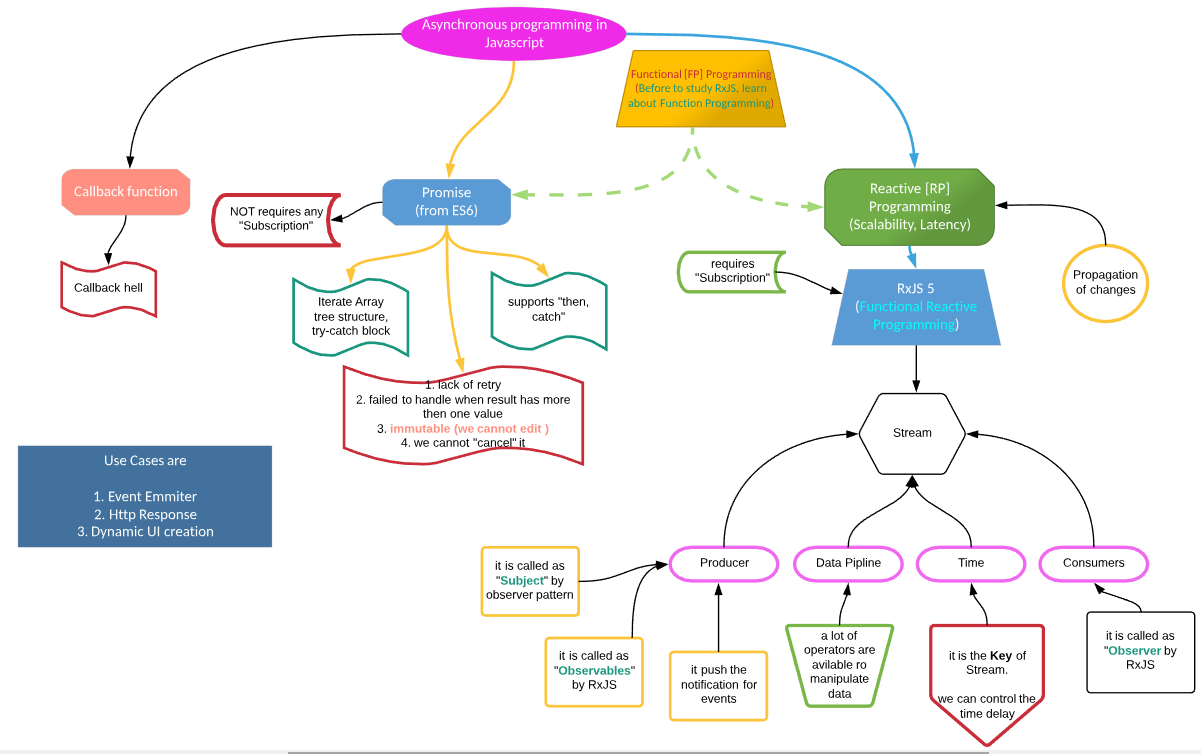 Asynchronous programming in
Javascript
Functional [FP] Programming
(Before to study RxJS, learn
about Function Programming)
Callback function
Promise
(from ES6)
Reactive [RP]
Programming
(Scalability, Latency)
NOT requires any
"Subscription"
requires
"Subscription"
Propagation
of changes
Callback hell
Iterate Array
tree structure,
try-catch block
supports "then,
catch"
RxJS 5
(Functional Reactive
Programming)
1. lack of retry
2. failed to handle when result has more
then one value
3. immutable (we cannot edit )
4. we cannot "cancel" it
Stream
Use Cases are
1. Event Emmiter
2. Http Response
3. Dynamic UI creation
Producer
Data Pipline
Time
Consumers
it is called as
"Subject" by
observer pattern
it is called as
"Observables"
by RxJS
it push the
notification for
events
a lot of
operators are
avilable ro
manipulate
data
it is the Key of
Stream.
we can control the
time delay
it is called as
"Observer by
RxJS